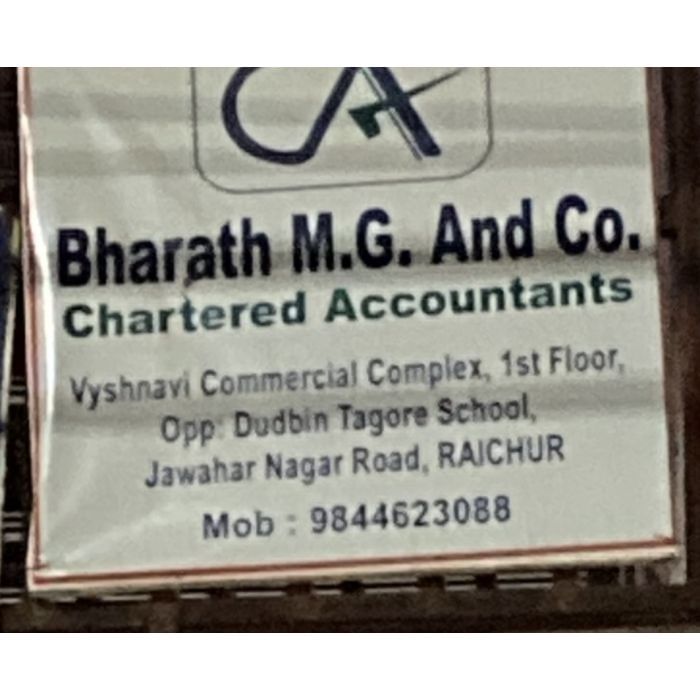 CA
Bharath M.G. And Co.
Chartered Accountants
Vyshnavi Commercial Complex, 1st Floor,
Opp: Dudbin Tagore School,
Jawahar Nagar Road, RAICHUR
Mob : 9844623088